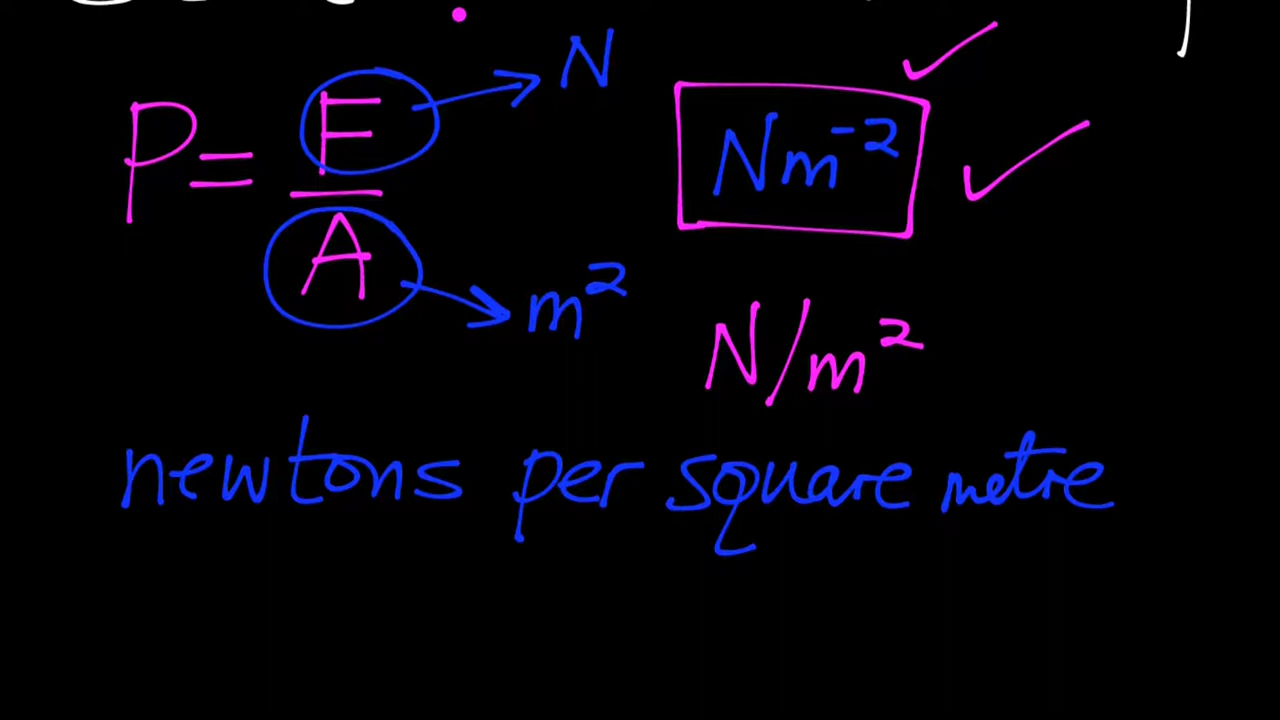 P = F/A
N
m²
Nm⁻²
N/m²
newtons per square metre